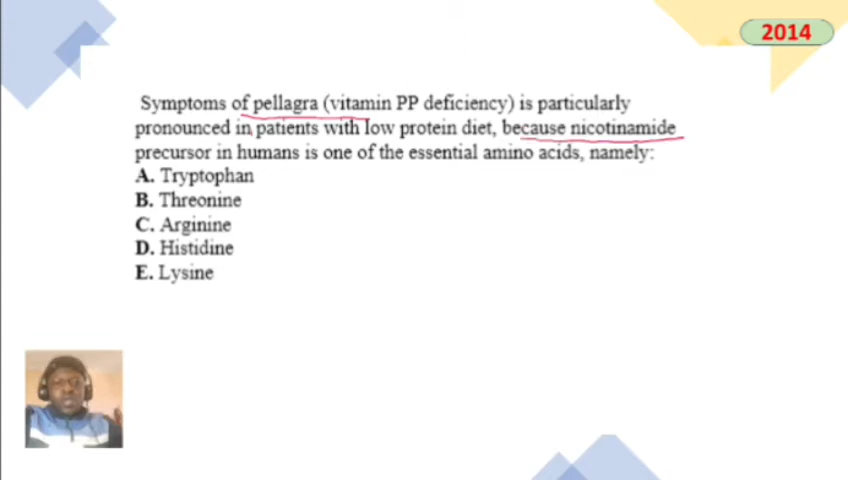 2014
Symptoms of pellagra (vitamin PP deficiency) is particularly
pronounced in patients with low protein diet, because nicotinamide
precursor in humans is one of the essential amino acids, namely:
A. Tryptophan
B. Threonine
C. Arginine
D. Histidine
E. Lysine